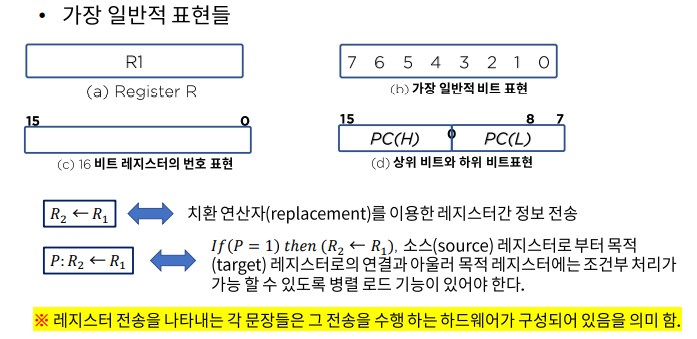 • 가장 일반적 표현들
R1
(a) Register R
7 6 5 4 3 2 1 0
(b) 가장 일반적 비트 표현
15 0
(c) 16 비트 레지스터의 번호 표현
15 8 7 0
PC(H) PC(L)
(d) 상위 비트와 하위 비트표현
R₂ ← R₁
치환 연산자(replacement)를 이용한 레지스터간 정보 전송
P: R₂ ← R₁
If(P = 1) then (R₂ ← R₁), 소스(source) 레지스터로 부터 목적
(target) 레지스터로의 연결과 아울러 목적 레지스터에는 조건부 처리가
가능 할 수 있도록 병렬 로드 기능이 있어야 한다.
※ 레지스터 전송을 나타내는 각 문장들은 그 전송을 수행 하는 하드웨어가 구성되어 있음을 의미 함.